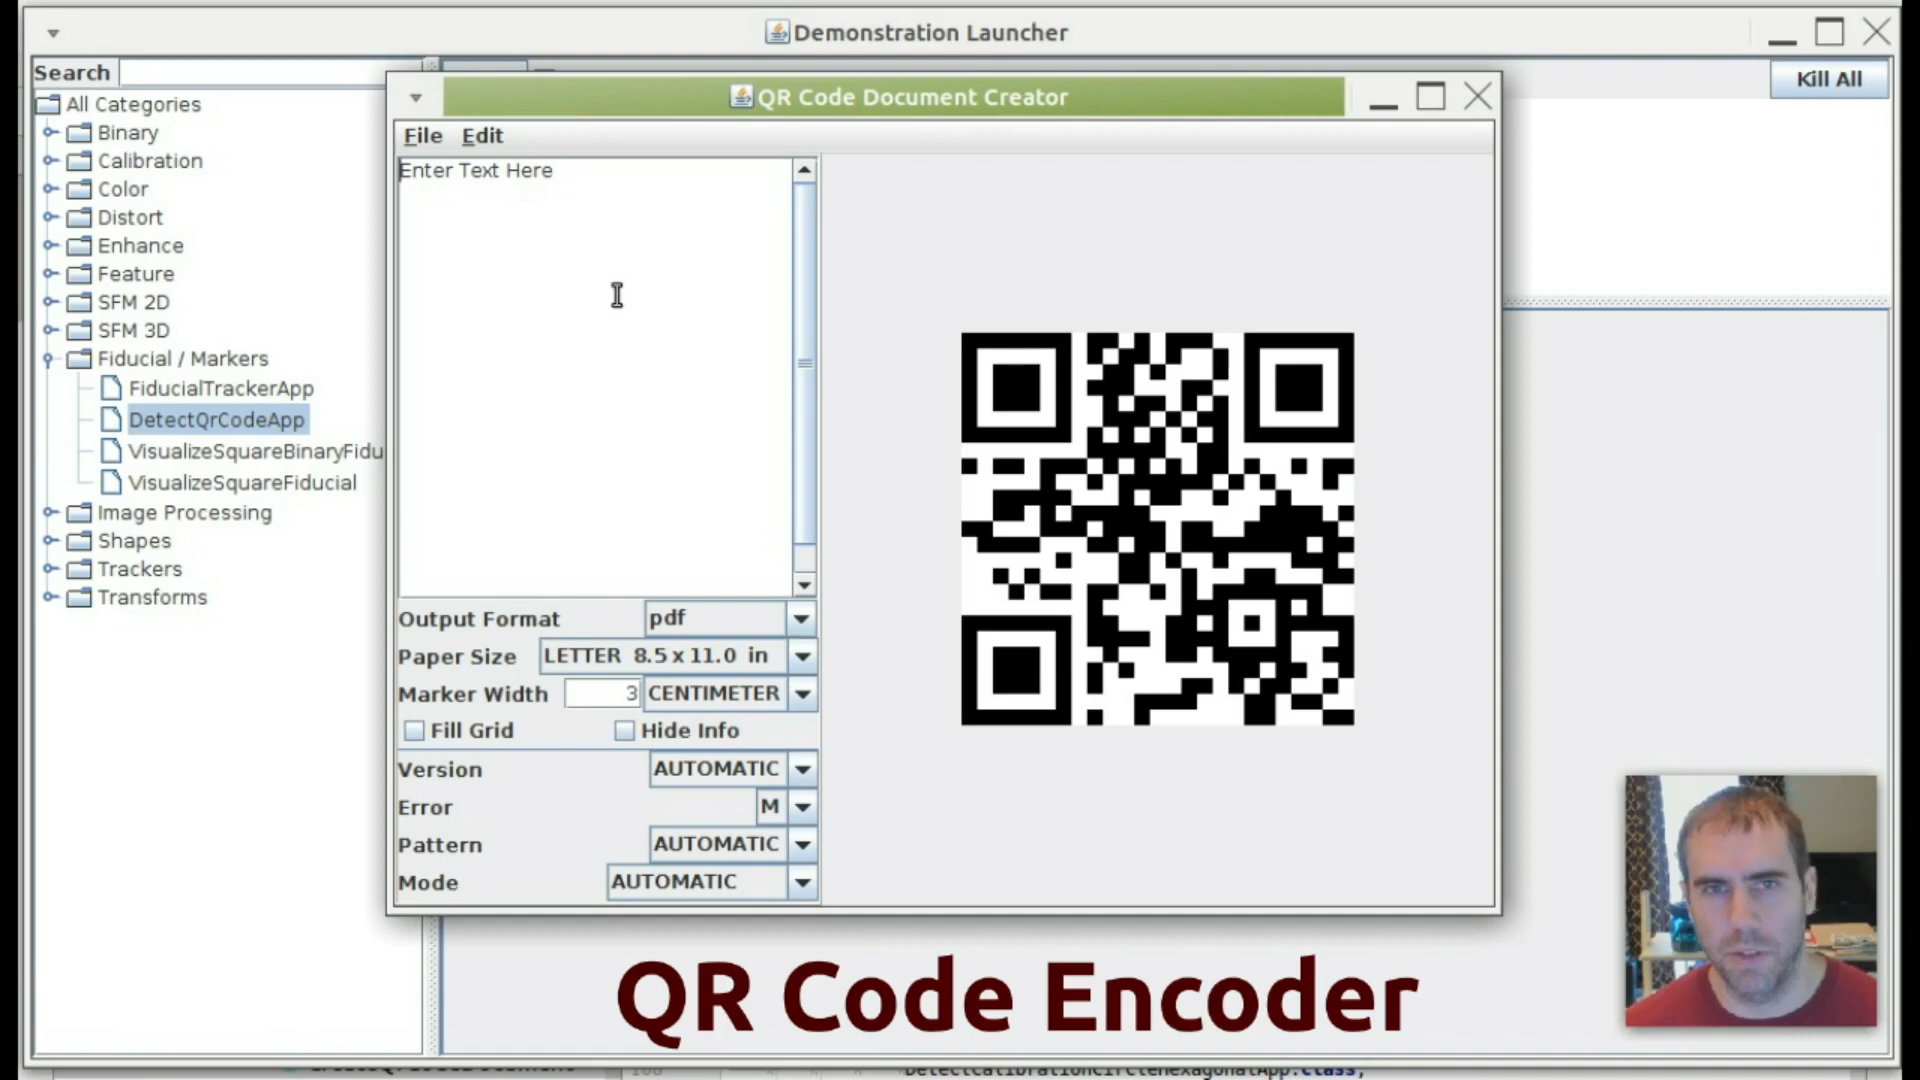 Demonstration Launcher
Search
Kill All
All Categories
Binary
Calibration
Color
Distort
Enhance
Feature
SFM 2D
SFM 3D
Fiducial / Markers
FiducialTrackerApp
DetectQrCodeApp
VisualizeSquareBinaryFidu
VisualizeSquareFiducial
Image Processing
Shapes
Trackers
Transforms
QR Code Document Creator
File Edit
Enter Text Here
Output Format pdf
Paper Size LETTER 8.5 x 11.0 in
Marker Width 3 CENTIMETER
Fill Grid Hide Info
Version AUTOMATIC
Error M
Pattern AUTOMATIC
Mode AUTOMATIC
QR Code Encoder
DetectCalibrationCircleHexagonalApp.class,